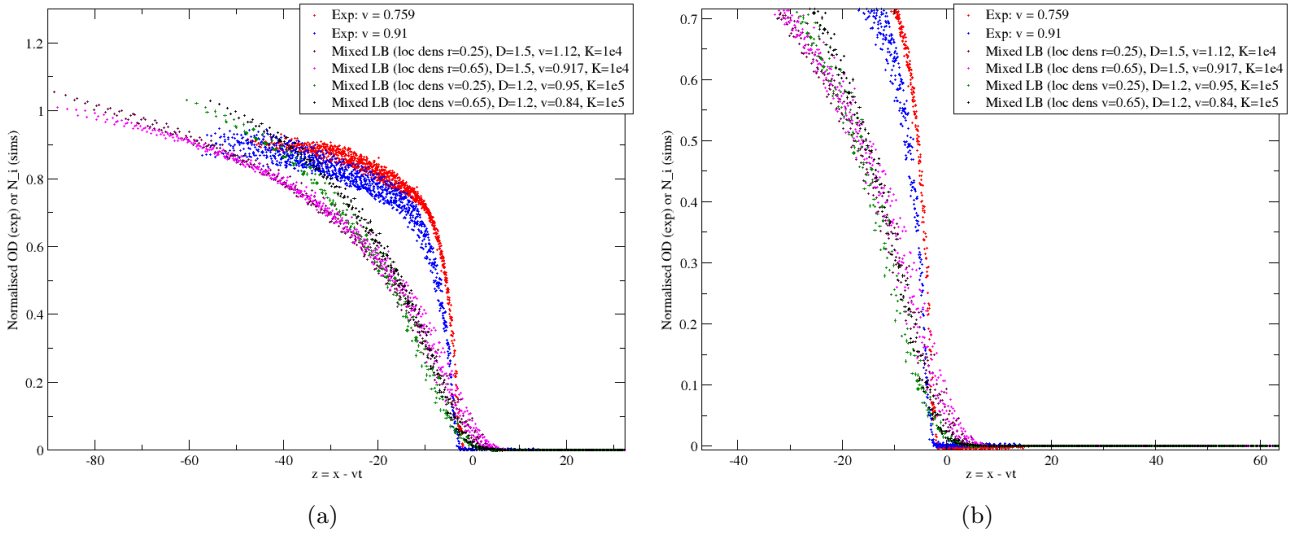 Exp: v = 0.759
Exp: v = 0.91
Mixed LB (loc dens r=0.25), D=1.5, v=1.12, K=1e4
Mixed LB (loc dens r=0.65), D=1.5, v=0.917, K=1e4
Mixed LB (loc dens v=0.25), D=1.2, v=0.95, K=1e5
Mixed LB (loc dens v=0.65), D=1.2, v=0.84, K=1e5
Normalised OD (exp) or N_i (sims)
1.2
1
0.8
0.6
0.4
0.2
0
-80 -60 -40 -20 0 20
z = x - vt
(a)
Exp: v = 0.759
Exp: v = 0.91
Mixed LB (loc dens r=0.25), D=1.5, v=1.12, K=1e4
Mixed LB (loc dens r=0.65), D=1.5, v=0.917, K=1e4
Mixed LB (loc dens v=0.25), D=1.2, v=0.95, K=1e5
Mixed LB (loc dens v=0.65), D=1.2, v=0.84, K=1e5
Normalised OD (exp) or N_i (sims)
0.7
0.6
0.5
0.4
0.3
0.2
0.1
0
-40 -20 0 20 40 60
z = x - vt
(b)